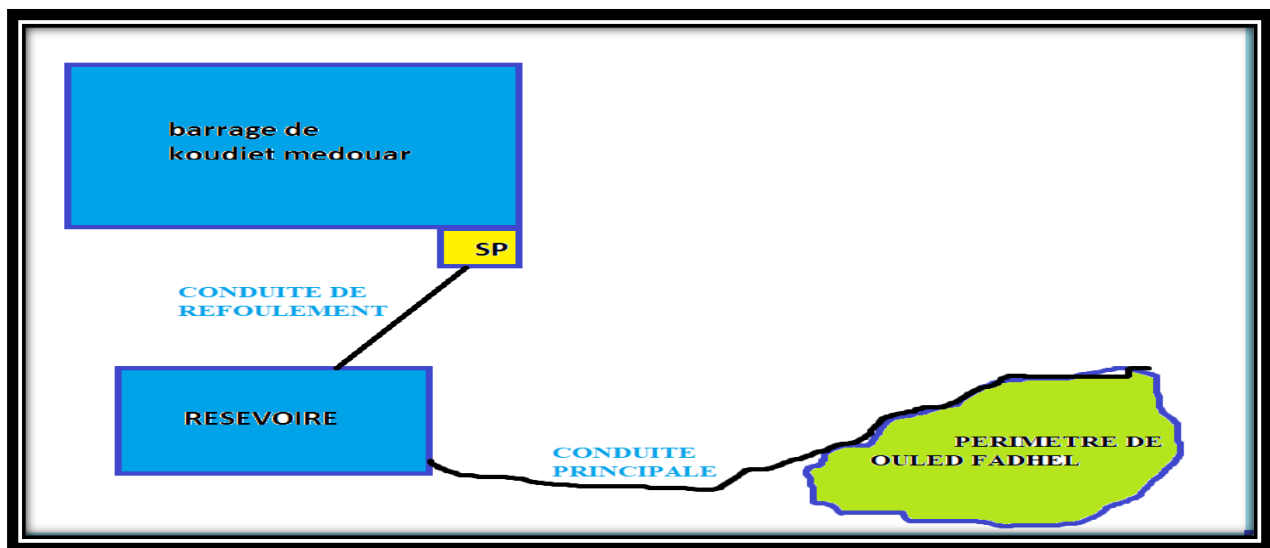 barrage de
koudiet medouar
SP
CONDUITE DE
REFOULEMENT
RESEVOIRE
CONDUITE
PRINCIPALE
PERIMETRE DE
OULED FADHEL